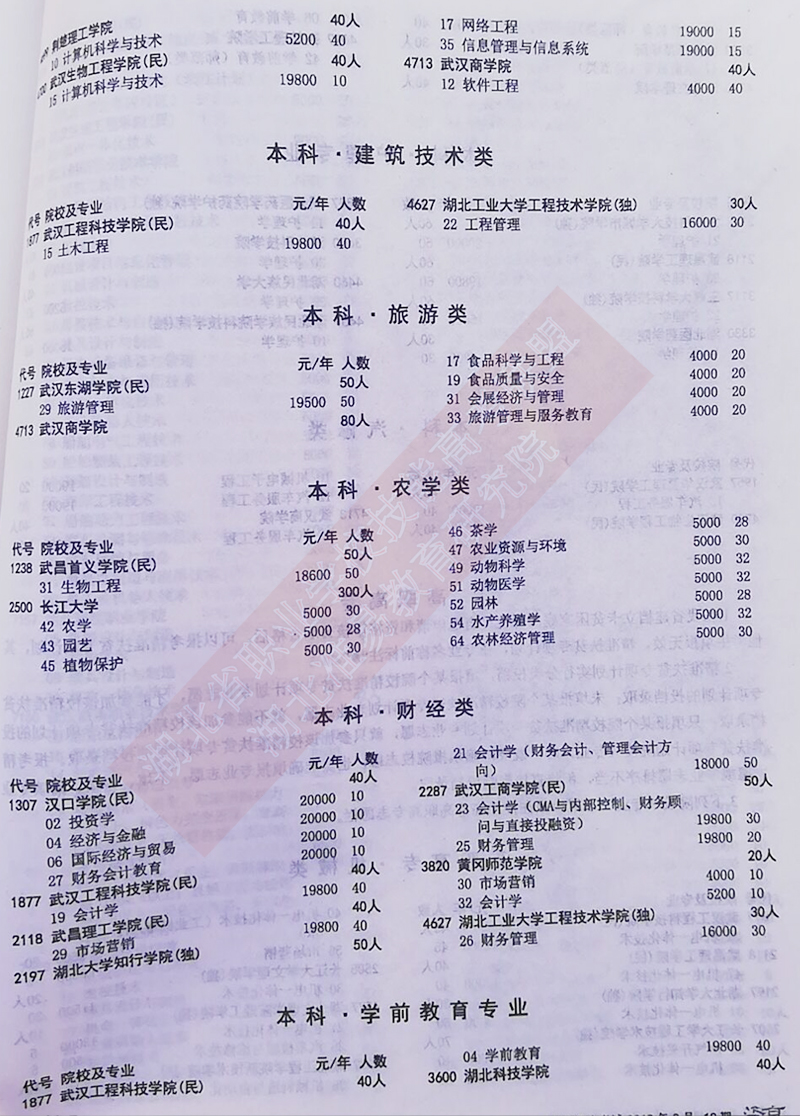 荆楚理工学院 40人
10 计算机科学与技术 5200 40
武汉生物工程学院(民) 40人
15 计算机科学与技术 19800 10
17 网络工程 19000 15
35 信息管理与信息系统 19000 15
4713 武汉商学院 40人
12 软件工程 4000 40
本科·建筑技术类
代号 院校及专业 元/年 人数
1877 武汉工程科技学院(民) 40人
15 土木工程 19800 40
4627 湖北工业大学工程技术学院(独) 30人
22 工程管理 16000 30
本科·旅游类
代号 院校及专业 元/年 人数
1227 武汉东湖学院(民) 50人
29 旅游管理 19500 50
4713 武汉商学院 80人
17 食品科学与工程 4000 20
19 食品质量与安全 4000 20
31 会展经济与管理 4000 20
33 旅游管理与服务教育 4000 20
本科·农学类
代号 院校及专业 元/年 人数
1238 武昌首义学院(民) 50人
31 生物工程 18600 50
2500 长江大学 300人
42 农学 5000 30
43 园艺 5000 28
45 植物保护 5000 30
46 茶学 5000 28
47 农业资源与环境 5000 30
49 动物科学 5000 32
51 动物医学 5000 32
52 园林 5000 28
54 水产养殖学 5000 32
64 农林经济管理 5000 30
本科·财经类
代号 院校及专业 元/年 人数
1307 汉口学院(民) 40人
02 投资学 20000 10
04 经济与金融 20000 10
06 国际经济与贸易 20000 10
27 财务会计教育 20000 10
1877 武汉工程科技学院(民) 40人
19 会计学 19800 40
2118 武昌理工学院(民) 40人
29 市场营销 19800 40
2197 湖北大学知行学院(独) 50人
21 会计学(财务会计、管理会计方
向) 18000 50
2287 武汉工商学院(民) 50人
23 会计学(CMA与内部控制、财务顾
问与直接投融资) 19800 30
25 财务管理 19800 20
3820 黄冈师范学院 20人
30 市场营销 4000 10
32 会计学 5200 10
4627 湖北工业大学工程技术学院(独) 30人
26 财务管理 16000 30
本科·学前教育专业
代号 院校及专业 元/年 人数
1877 武汉工程科技学院(民) 40人
04 学前教育 19800 40
3600 湖北科技学院 40人